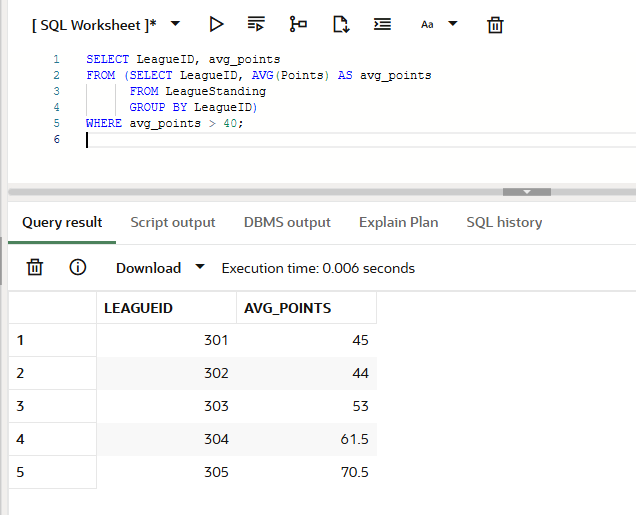 [ SQL Worksheet ]* Aa
1 SELECT LeagueID, avg_points
2 FROM (SELECT LeagueID, AVG(Points) AS avg_points
3 FROM LeagueStanding
4 GROUP BY LeagueID)
5 WHERE avg_points > 40;
6
Query result Script output DBMS output Explain Plan SQL history
Download Execution time: 0.006 seconds
LEAGUEID AVG_POINTS
1 301 45
2 302 44
3 303 53
4 304 61.5
5 305 70.5